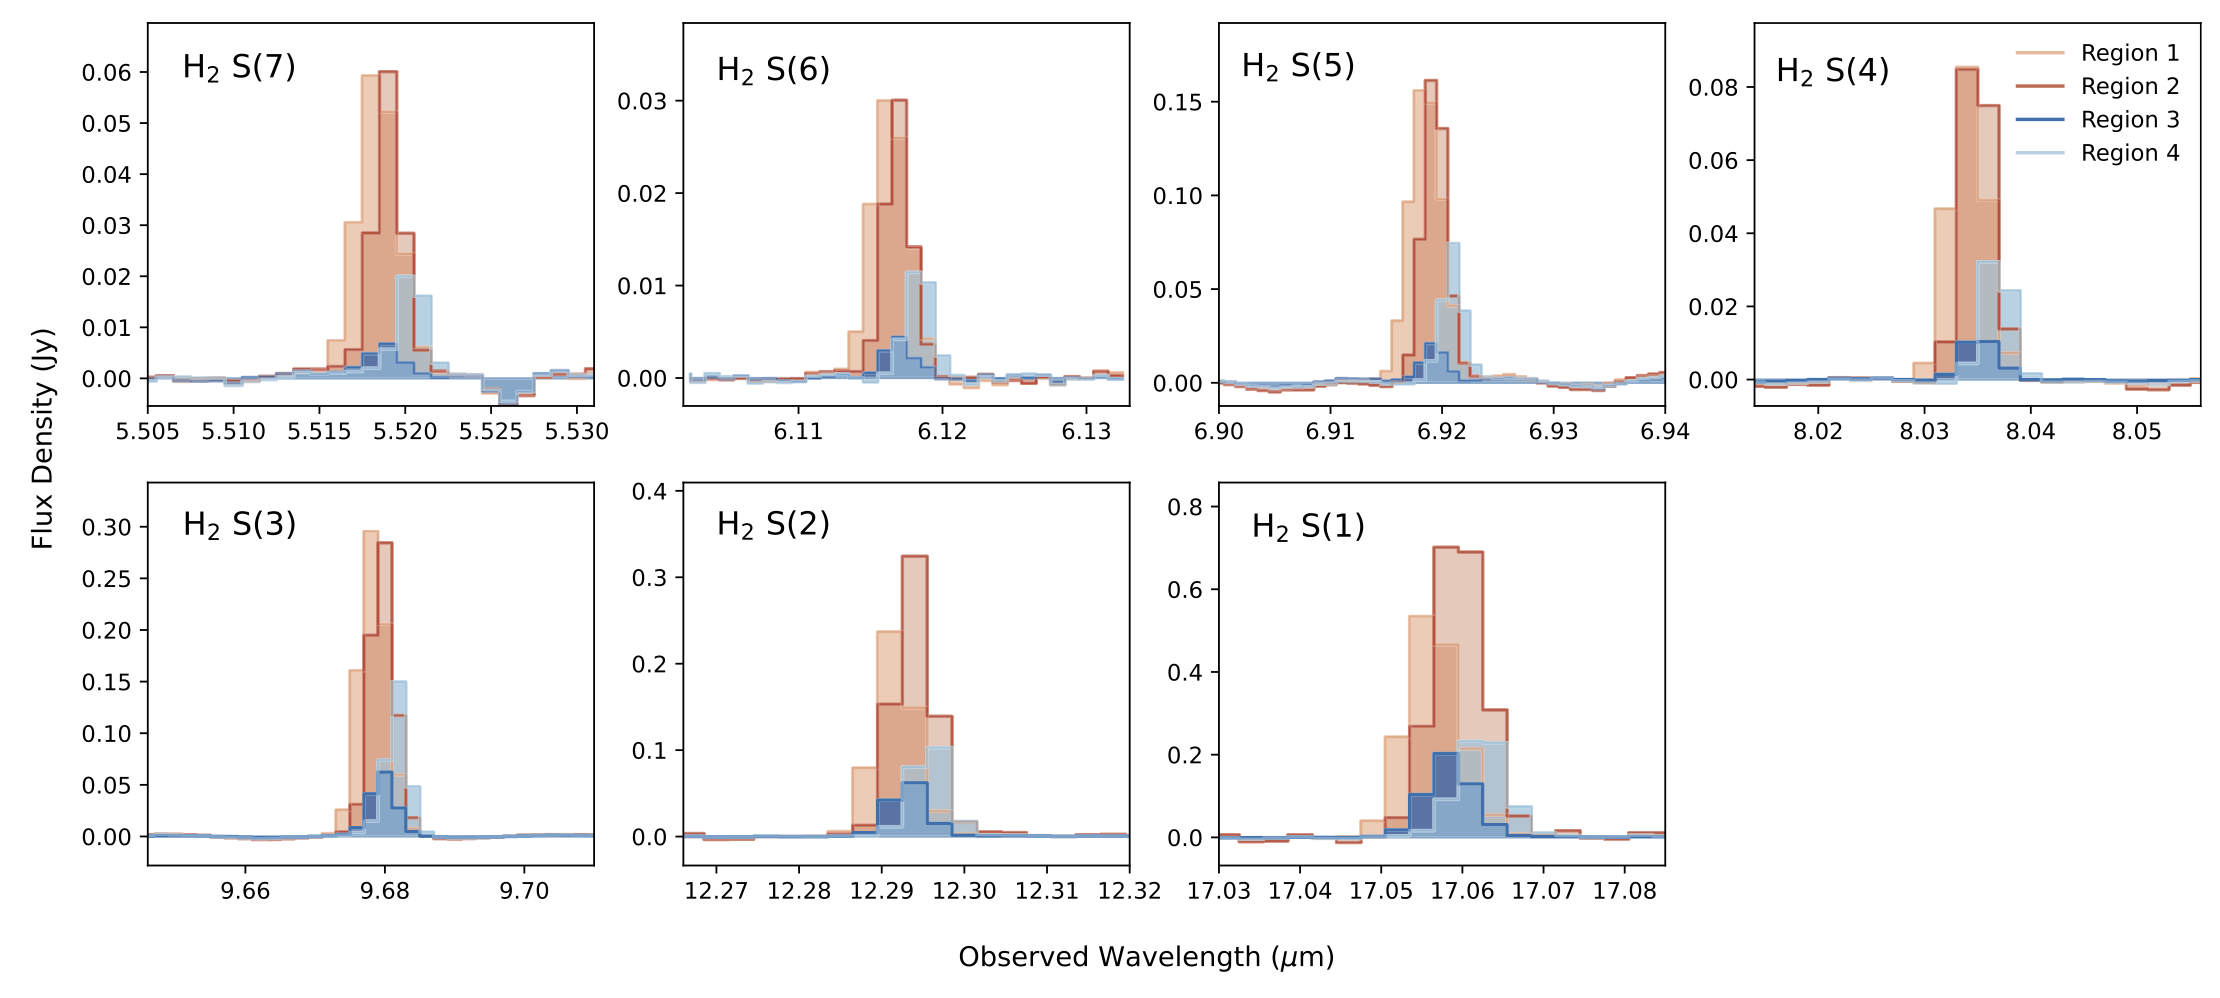 H₂ S(7)
0.06
0.05
0.04
0.03
0.02
0.01
0.00
5.505 5.510 5.515 5.520 5.525 5.530
H₂ S(6)
0.03
0.02
0.01
0.00
6.11 6.12 6.13
H₂ S(5)
0.15
0.10
0.05
0.00
6.90 6.91 6.92 6.93 6.94
H₂ S(4)
Region 1
Region 2
Region 3
Region 4
0.08
0.06
0.04
0.02
0.00
8.02 8.03 8.04 8.05
Flux Density (Jy)
H₂ S(3)
0.30
0.25
0.20
0.15
0.10
0.05
0.00
9.66 9.68 9.70
H₂ S(2)
0.4
0.3
0.2
0.1
0.0
12.27 12.28 12.29 12.30 12.31 12.32
H₂ S(1)
0.8
0.6
0.4
0.2
0.0
17.03 17.04 17.05 17.06 17.07 17.08
Observed Wavelength (μm)